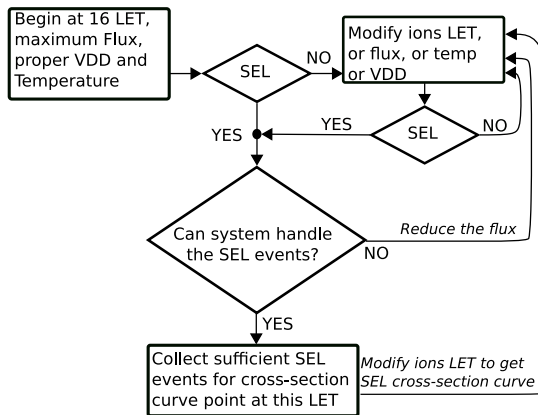 Begin at 16 LET,
maximum Flux,
proper VDD and
Temperature
SEL
NO
Modify ions LET,
or flux, or temp
or VDD
YES
YES
SEL
NO
Can system handle
the SEL events?
Reduce the flux
NO
YES
Collect sufficient SEL
events for cross-section
curve point at this LET
Modify ions LET to get
SEL cross-section curve